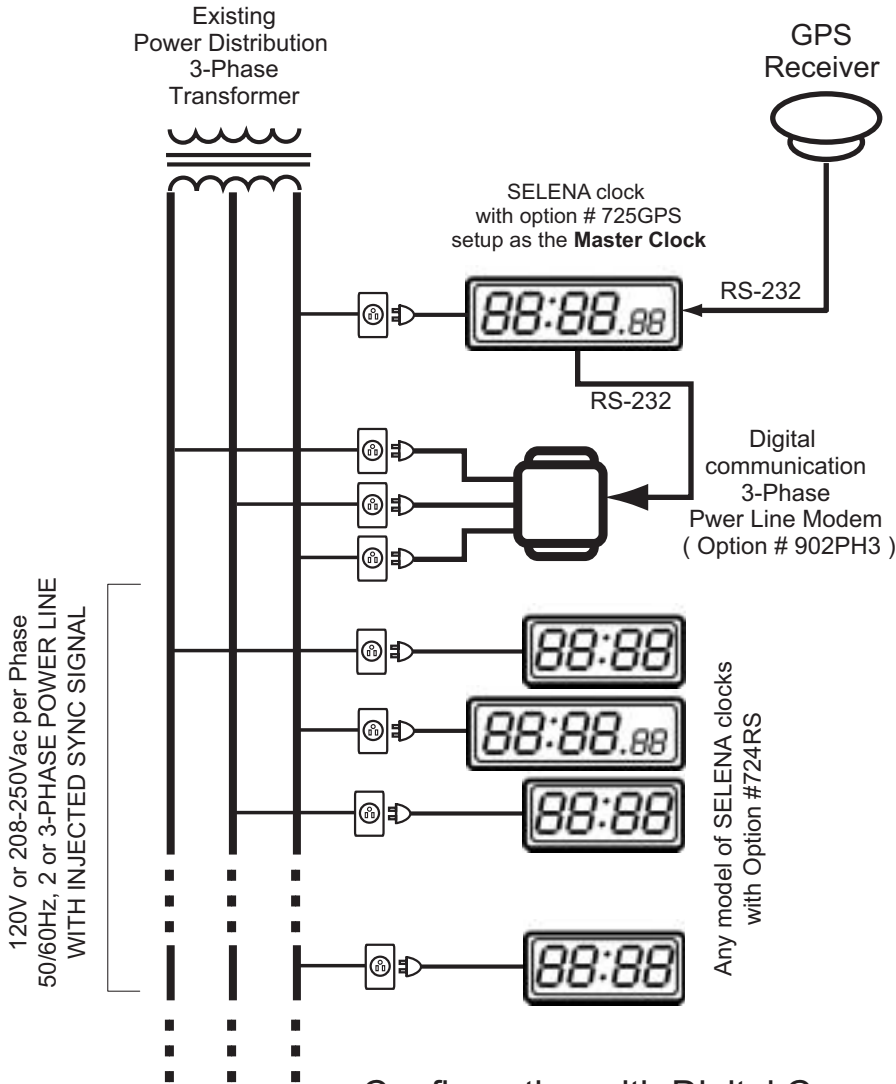 Existing
Power Distribution
3-Phase
Transformer
GPS
Receiver
SELENA clock
with option # 725GPS
setup as the Master Clock
RS-232
88:88.88
RS-232
Digital
communication
3-Phase
Pwer Line Modem
( Option # 902PH3 )
120V or 208-250Vac per Phase
50/60Hz, 2 or 3-PHASE POWER LINE
WITH INJECTED SYNC SIGNAL
88:88
88:88.88
88:88
88:88
Any model of SELENA clocks
with Option #724RS